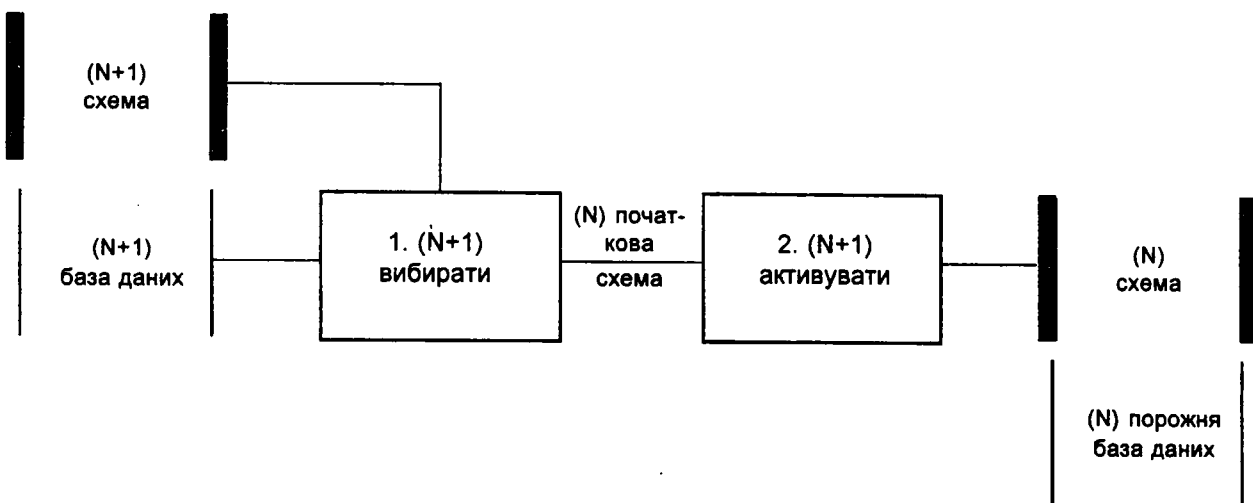 (N+1)
схема
(N+1)
база даних
1. (N+1)
вибирати
(N) почат-
кова
схема
2. (N+1)
активувати
(N)
схема
(N) порожня
база даних